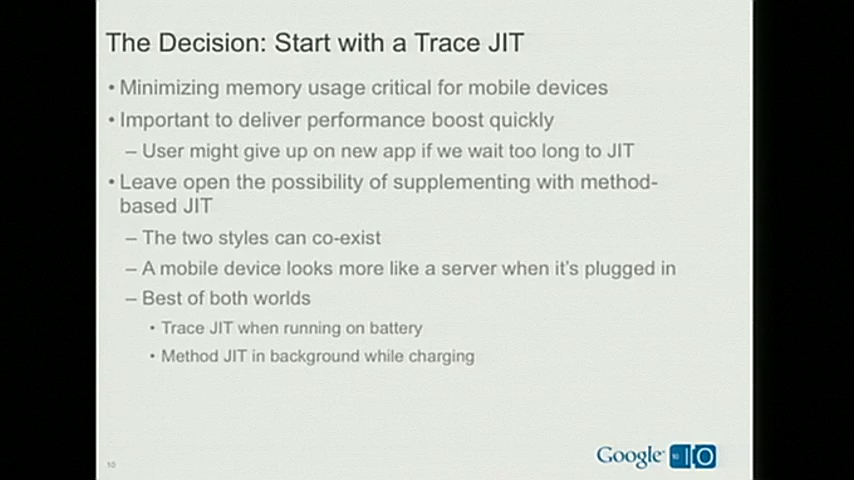 The Decision: Start with a Trace JIT
• Minimizing memory usage critical for mobile devices
• Important to deliver performance boost quickly
– User might give up on new app if we wait too long to JIT
• Leave open the possibility of supplementing with method-
based JIT
– The two styles can co-exist
– A mobile device looks more like a server when it's plugged in
– Best of both worlds
• Trace JIT when running on battery
• Method JIT in background while charging
10
Google 10 IO